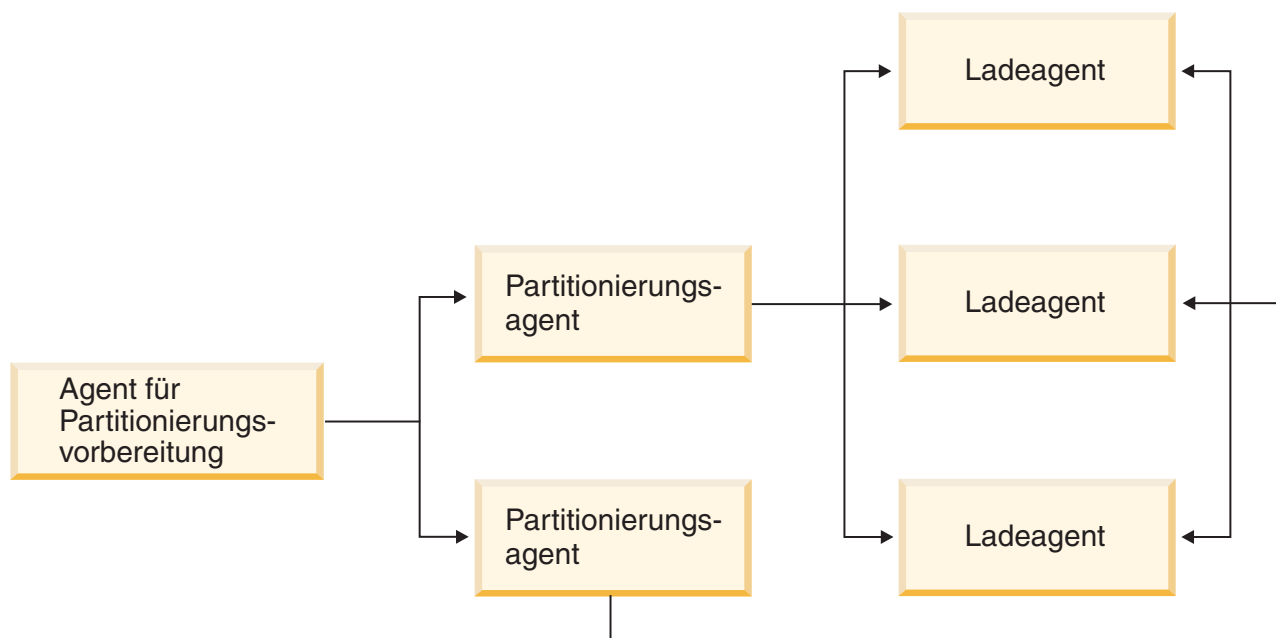 Ladeagent
Partitionierungs-
agent
Ladeagent
Agent für
Partitionierungs-
vorbereitung
Partitionierungs-
agent
Ladeagent